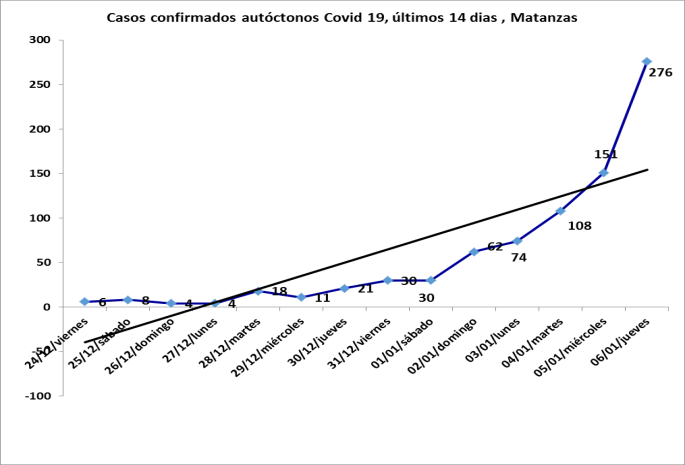 Casos confirmados autóctonos Covid 19, últimos 14 dias , Matanzas
300
250
200
150
100
50
0
-50
-100
6
8
4
4
18
11
21
30
30
62
74
108
151
276
24/12/viernes
25/12/sábado
26/12/domingo
27/12/lunes
28/12/martes
29/12/miércoles
30/12/jueves
31/12/viernes
01/01/sábado
02/01/domingo
03/01/lunes
04/01/martes
05/01/miércoles
06/01/jueves